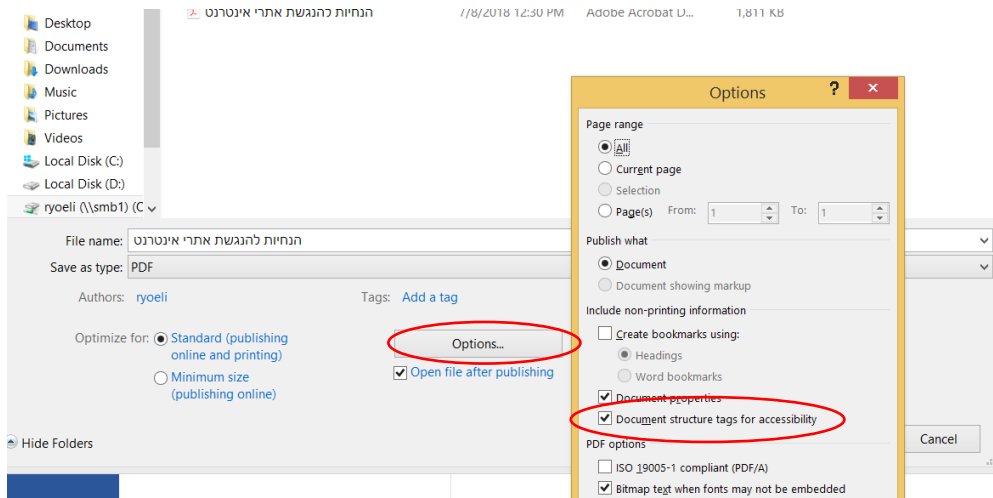 Desktop
הנחיות להנגשת אתרי אינטרנט 7/8/2018 12:30 PM Adobe Acrobat D... 1,811 KB
Documents
Downloads
Music
Pictures
Videos
Local Disk (C:)
Local Disk (D:)
ryoeli (\\smb1) (C
File name: הנחיות להנגשת אתרי אינטרנט
Save as type: PDF
Authors: ryoeli
Tags: Add a tag
Optimize for: Standard (publishing
online and printing)
Minimum size
(publishing online)
Options...
Open file after publishing
Hide Folders
Options ? ×
Page range
All
Current page
Selection
Page(s) From: 1 To: 1
Publish what
Document
Document showing markup
Include non-printing information
Create bookmarks using:
Headings
Word bookmarks
Document properties
Document structure tags for accessibility
PDF options
ISO 19005-1 compliant (PDF/A)
Bitmap text when fonts may not be embedded
Cancel